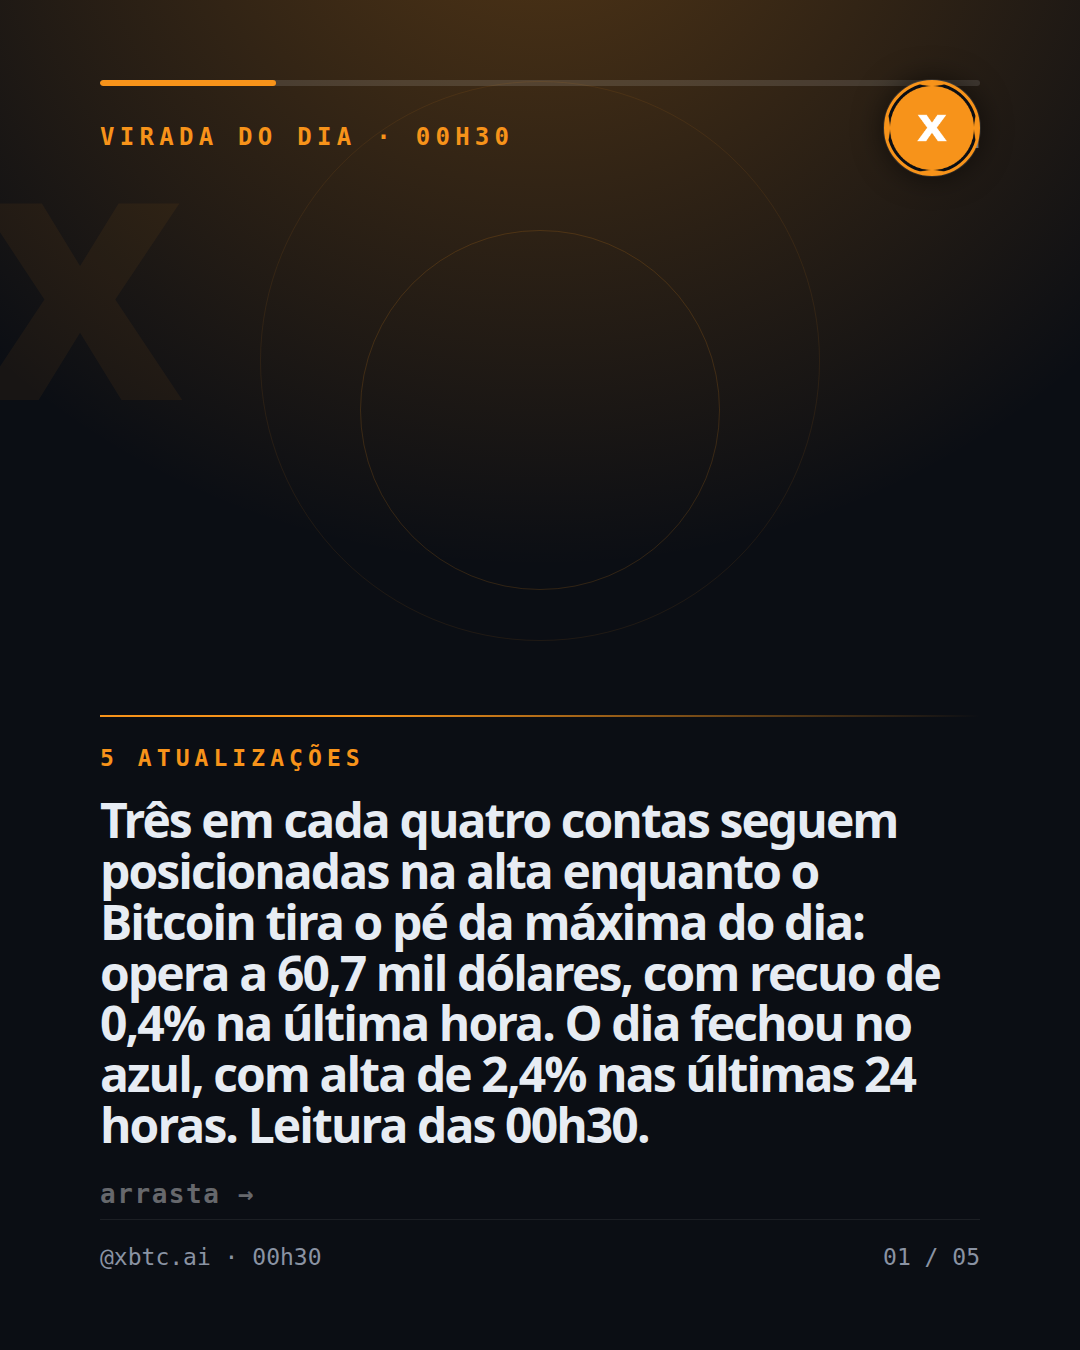 VIRADA DO DIA · 00H30
X
X
5 ATUALIZAÇÕES
Três em cada quatro contas seguem
posicionadas na alta enquanto o
Bitcoin tira o pé da máxima do dia:
opera a 60,7 mil dólares, com recuo de
0,4% na última hora. O dia fechou no
azul, com alta de 2,4% nas últimas 24
horas. Leitura das 00h30.
arrasta →
@xbtc.ai · 00h30
01 / 05